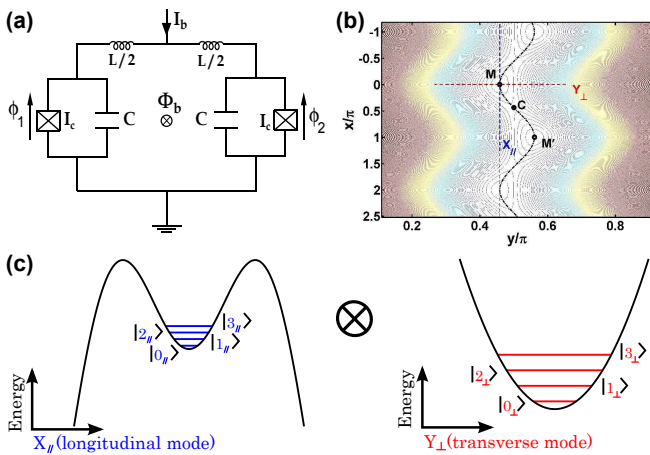 (a)
I_b
L/2 L/2
ϕ_1 I_c C Φ_b C I_c ϕ_2
(b)
-1
0
0.5
1
1.5
2
2.5
x/π
M
Y_⊥
C
X_//
M'
0.2 0.4 0.6 0.8
y/π
(c)
|2_//⟩ |3_//⟩
|0_//⟩ |1_//⟩
Energy
X_// (longitudinal mode)
|3_⊥⟩
|2_⊥⟩
|1_⊥⟩
|0_⊥⟩
Energy
Y_⊥ (transverse mode)